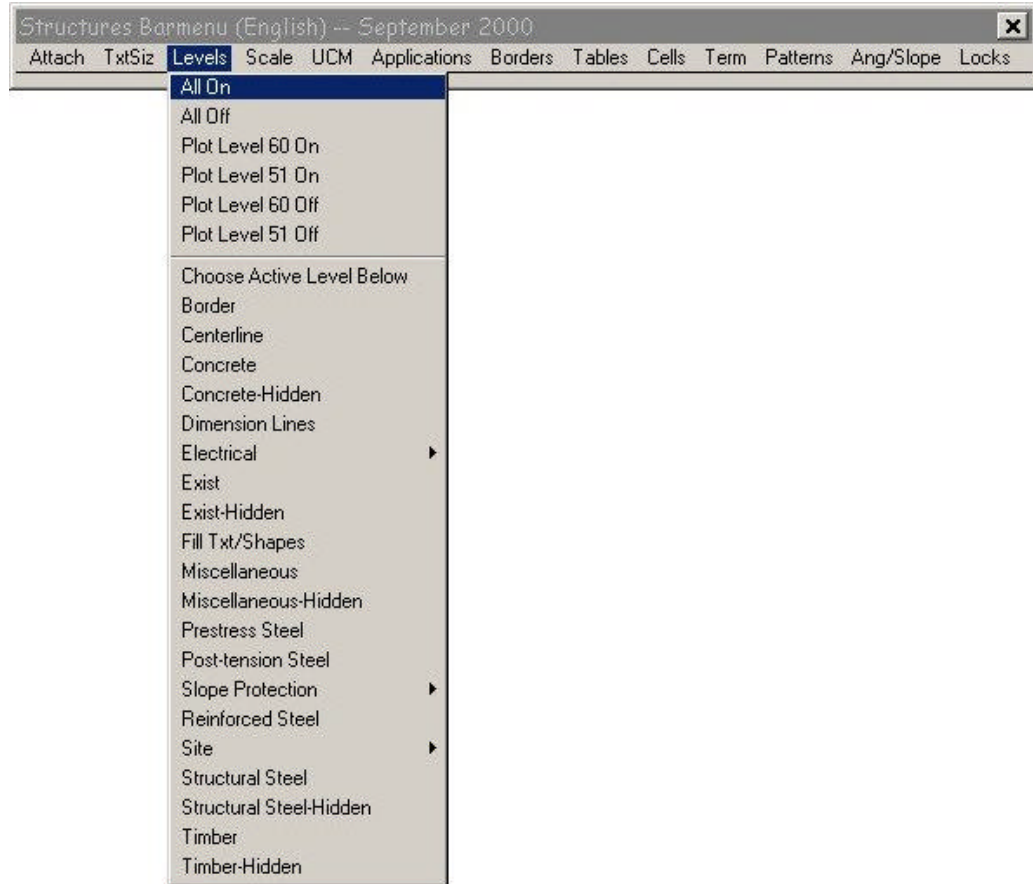 Structures Barmenu (English) -- September 2000
Attach TxtSiz Levels Scale UCM Applications Borders Tables Cells Term Patterns Ang/Slope Locks
All On
All Off
Plot Level 60 On
Plot Level 51 On
Plot Level 60 Off
Plot Level 51 Off
Choose Active Level Below
Border
Centerline
Concrete
Concrete-Hidden
Dimension Lines
Electrical
Exist
Exist-Hidden
Fill Txt/Shapes
Miscellaneous
Miscellaneous-Hidden
Prestress Steel
Post-tension Steel
Slope Protection
Reinforced Steel
Site
Structural Steel
Structural Steel-Hidden
Timber
Timber-Hidden